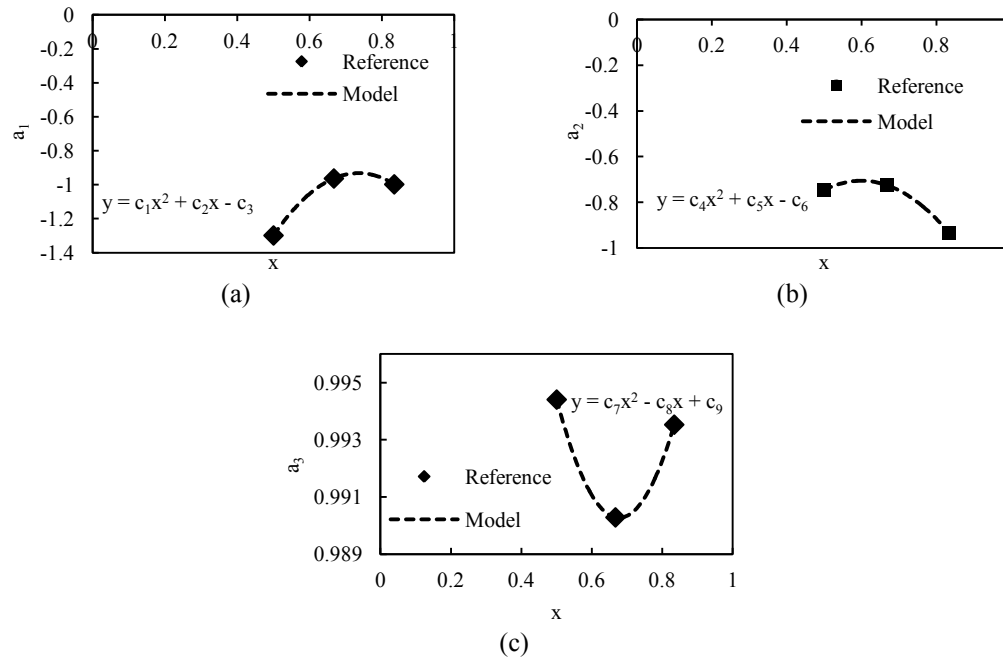 0
-0.2
-0.4
-0.6
-0.8
-1
-1.2
-1.4
0 0.2 0.4 0.6 0.8 1
a₁
x
Reference
Model
y = c₁x² + c₂x - c₃
(a)
0
-0.2
-0.4
-0.6
-0.8
-1
0.4 0.6 0.8
a₂
x
Reference
Model
y = c₄x² + c₅x - c₆
(b)
0.995
0.993
0.991
0.989
0 0.2 0.4 0.6 0.8 1
a₃
x
y = c₇x² - c₈x + c₉
Reference
Model
(c)